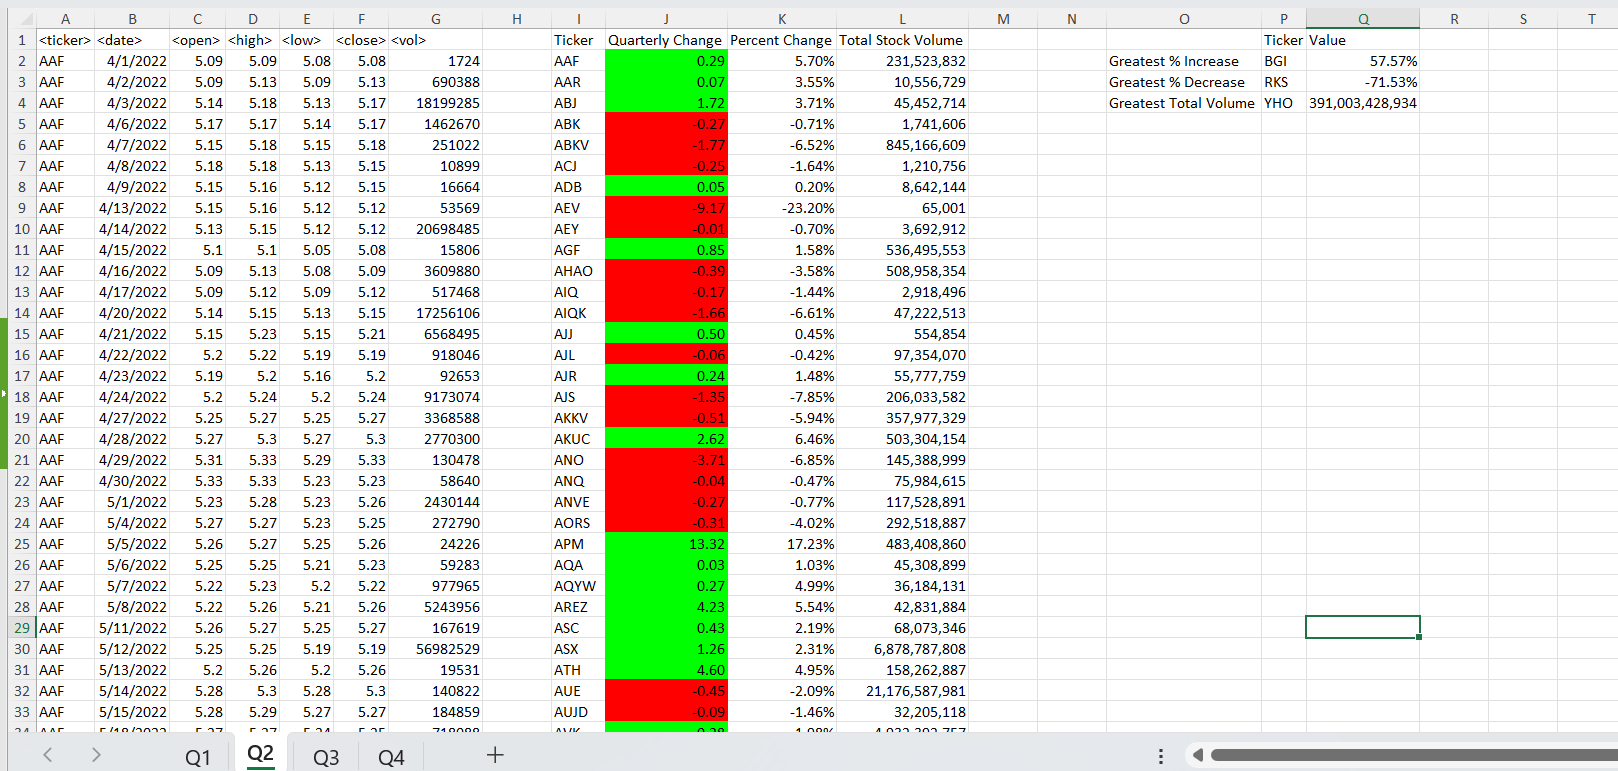 A B C D E F G H I J K L M N O P Q R S T
1 <ticker> <date> <open> <high> <low> <close> <vol> Ticker Quarterly Change Percent Change Total Stock Volume Ticker Value
2 AAF 4/1/2022 5.09 5.09 5.08 5.08 1724 AAF 0.29 5.70% 231,523,832 Greatest % Increase BGI 57.57%
3 AAF 4/2/2022 5.09 5.13 5.09 5.13 690388 AAR 0.07 3.55% 10,556,729 Greatest % Decrease RKS -71.53%
4 AAF 4/3/2022 5.14 5.18 5.13 5.17 18199285 ABJ 1.72 3.71% 45,452,714 Greatest Total Volume YHO 391,003,428,934
5 AAF 4/6/2022 5.17 5.17 5.14 5.17 1462670 ABK -0.27 -0.71% 1,741,606
6 AAF 4/7/2022 5.15 5.18 5.15 5.18 251022 ABKV -1.77 -6.52% 845,166,609
7 AAF 4/8/2022 5.18 5.18 5.13 5.15 10899 ACJ -0.25 -1.64% 1,210,756
8 AAF 4/9/2022 5.15 5.16 5.12 5.15 16664 ADB 0.05 0.20% 8,642,144
9 AAF 4/13/2022 5.15 5.16 5.12 5.12 53569 AEV -9.17 -23.20% 65,001
10 AAF 4/14/2022 5.13 5.15 5.12 5.12 20698485 AEY -0.01 -0.70% 3,692,912
11 AAF 4/15/2022 5.1 5.1 5.05 5.08 15806 AGF 0.85 1.58% 536,495,553
12 AAF 4/16/2022 5.09 5.13 5.08 5.09 3609880 AHAO -0.39 -3.58% 508,958,354
13 AAF 4/17/2022 5.09 5.12 5.09 5.12 517468 AIQ -0.17 -1.44% 2,918,496
14 AAF 4/20/2022 5.14 5.15 5.13 5.15 17256106 AIQK -1.66 -6.61% 47,222,513
15 AAF 4/21/2022 5.15 5.23 5.15 5.21 6568495 AJJ 0.50 0.45% 554,854
16 AAF 4/22/2022 5.2 5.22 5.19 5.19 918046 AJL -0.06 -0.42% 97,354,070
17 AAF 4/23/2022 5.19 5.2 5.16 5.2 92653 AJR 0.24 1.48% 55,777,759
18 AAF 4/24/2022 5.2 5.24 5.2 5.24 9173074 AJS -1.35 -7.85% 206,033,582
19 AAF 4/27/2022 5.25 5.27 5.25 5.27 3368588 AKKV -0.51 -5.94% 357,977,329
20 AAF 4/28/2022 5.27 5.3 5.27 5.3 2770300 AKUC 2.62 6.46% 503,304,154
21 AAF 4/29/2022 5.31 5.33 5.29 5.33 130478 ANO -3.71 -6.85% 145,388,999
22 AAF 4/30/2022 5.33 5.33 5.23 5.23 58640 ANQ -0.04 -0.47% 75,984,615
23 AAF 5/1/2022 5.23 5.28 5.23 5.26 2430144 ANVE -0.27 -0.77% 117,528,891
24 AAF 5/4/2022 5.27 5.27 5.23 5.25 272790 AORS -0.31 -4.02% 292,518,887
25 AAF 5/5/2022 5.26 5.27 5.25 5.26 24226 APM 13.32 17.23% 483,408,860
26 AAF 5/6/2022 5.25 5.25 5.21 5.23 59283 AQA 0.03 1.03% 45,308,899
27 AAF 5/7/2022 5.22 5.23 5.2 5.22 977965 AQYW 0.27 4.99% 36,184,131
28 AAF 5/8/2022 5.22 5.26 5.21 5.26 5243956 AREZ 4.23 5.54% 42,831,884
29 AAF 5/11/2022 5.26 5.27 5.25 5.27 167619 ASC 0.43 2.19% 68,073,346
30 AAF 5/12/2022 5.25 5.25 5.19 5.19 56982529 ASX 1.26 2.31% 6,878,787,808
31 AAF 5/13/2022 5.2 5.26 5.2 5.26 19531 ATH 4.60 4.95% 158,262,887
32 AAF 5/14/2022 5.28 5.3 5.28 5.3 140822 AUE -0.45 -2.09% 21,176,587,981
33 AAF 5/15/2022 5.28 5.29 5.27 5.27 184859 AUJD -0.09 -1.46% 32,205,118
Q1 Q2 Q3 Q4